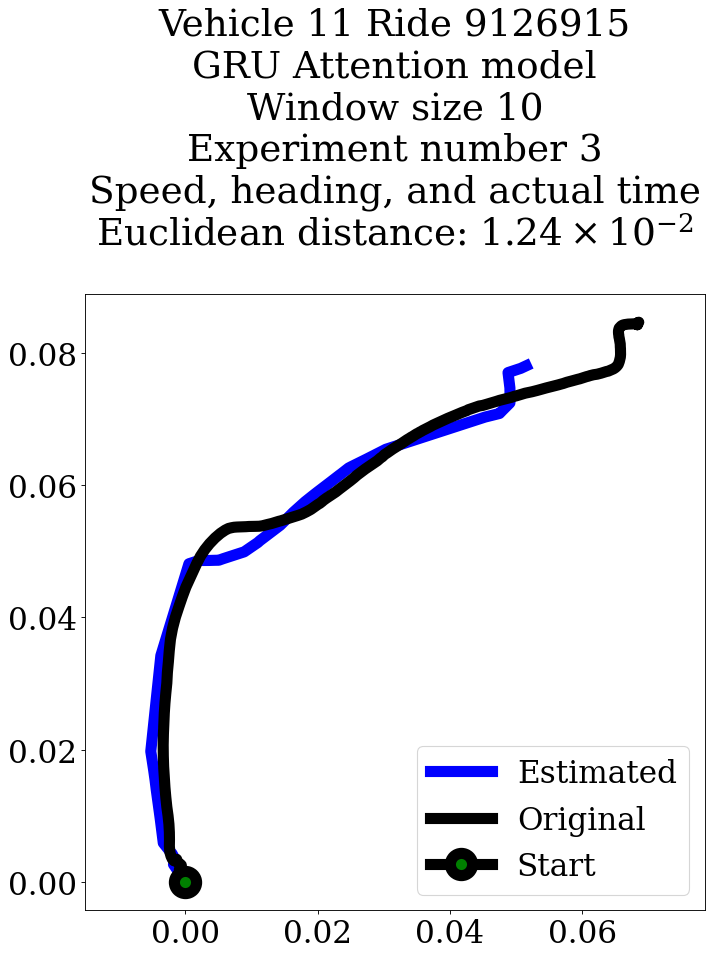 Vehicle 11 Ride 9126915
GRU Attention model
Window size 10
Experiment number 3
Speed, heading, and actual time
Euclidean distance: 1.24 × 10⁻²
0.08
0.06
0.04
0.02
0.00
Estimated
Original
Start
0.00 0.02 0.04 0.06